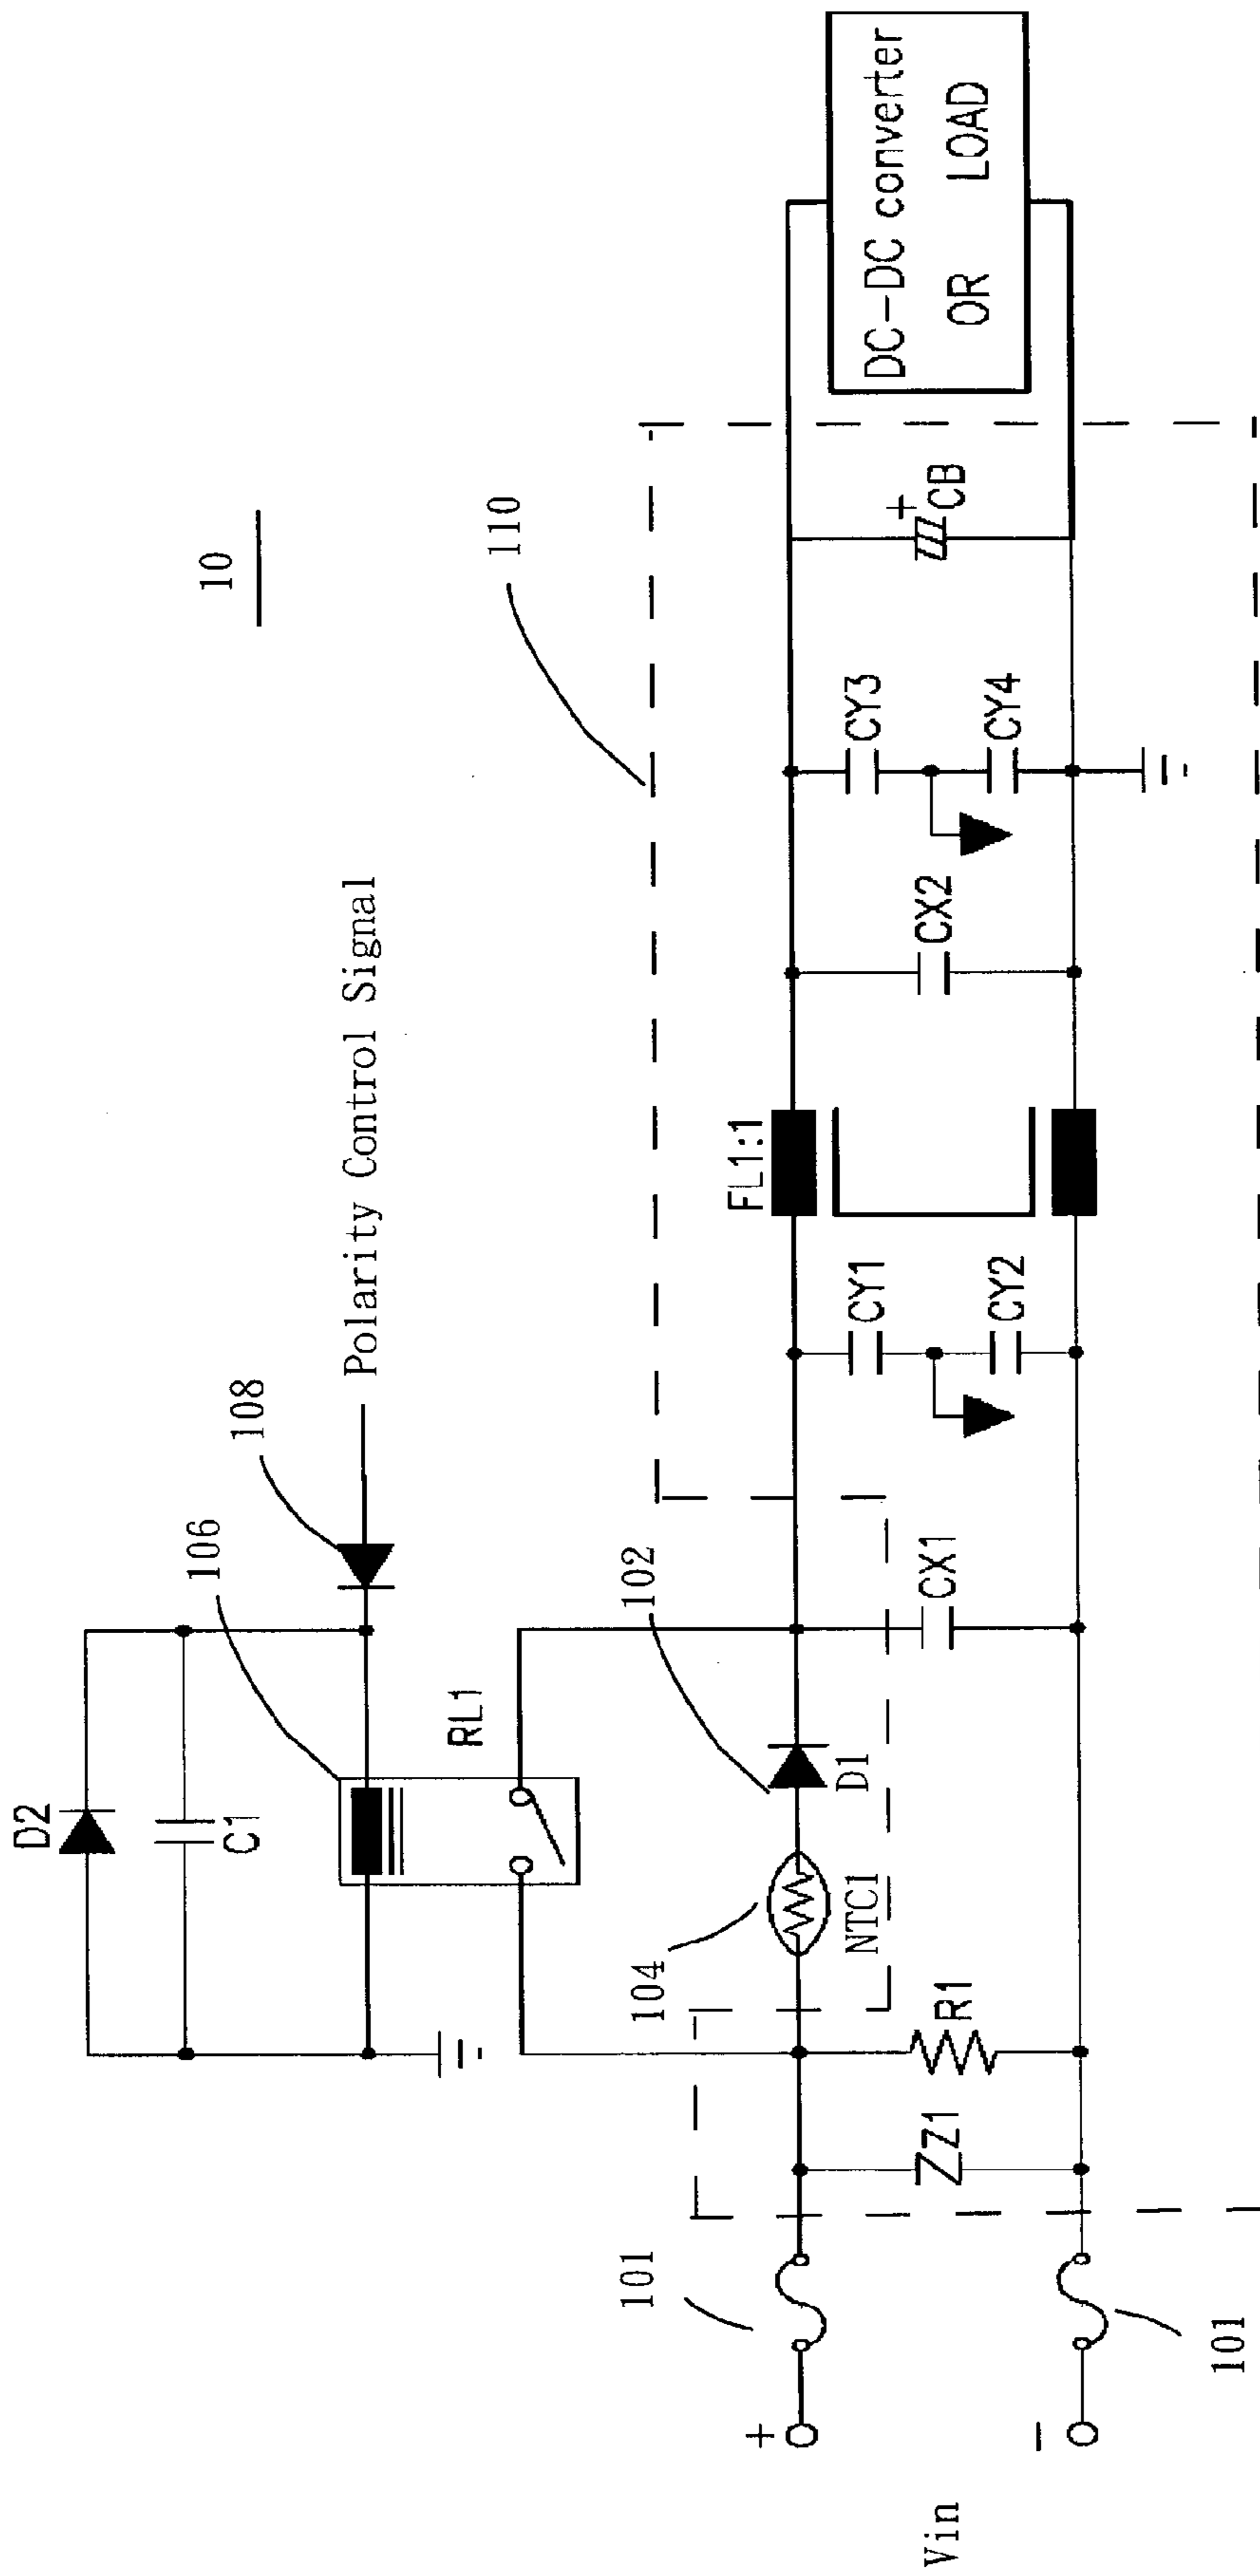 10
D2
C1
106
108
Polarity Control Signal
RL1
110
101
104
102
NTC1
D1
FL1:1
+
Vin
-
ZZ1
R1
CX1
CY1
CY2
CX2
CY3
CY4
+
CB
DC-DC converter
OR LOAD
101